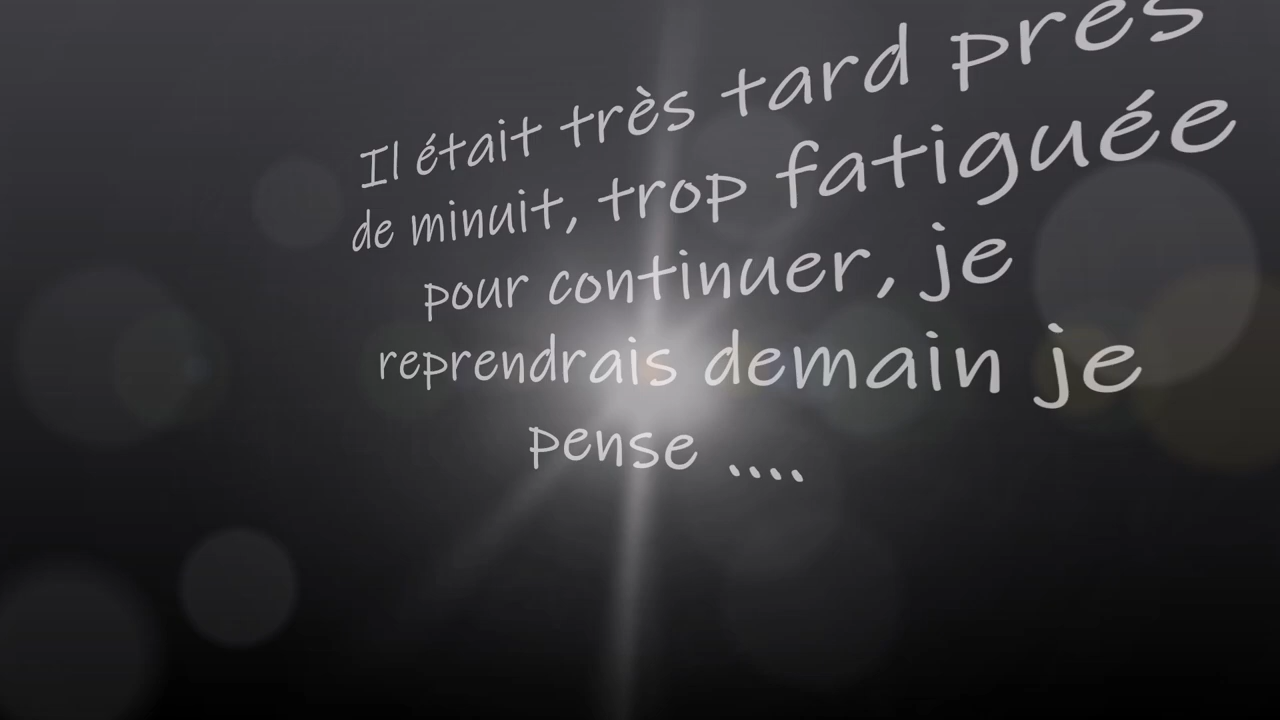 Il était très tard près
de minuit, trop fatiguée
pour continuer, je
reprendrais demain je
pense ....